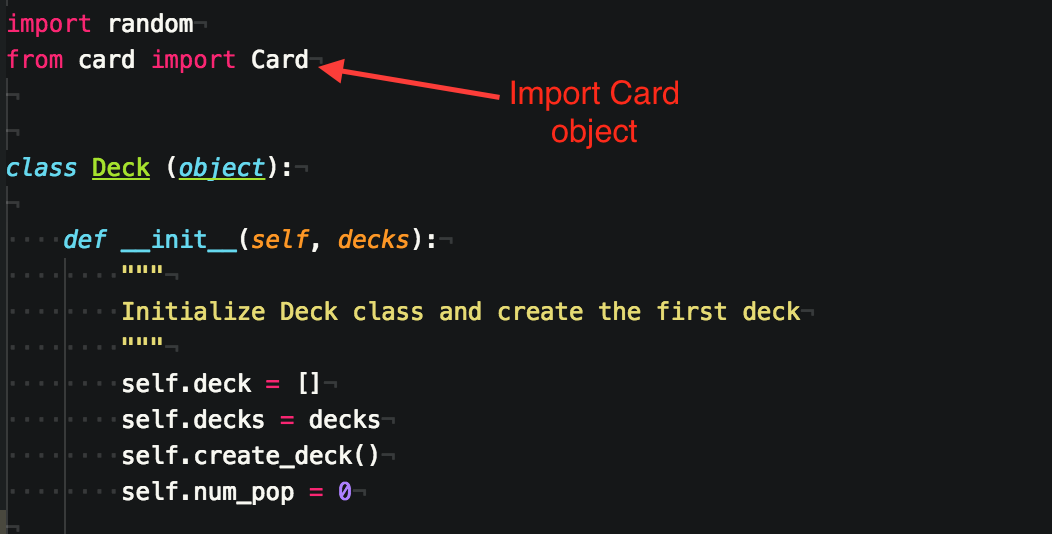 import random
from card import Card
Import Card
object
class Deck (object):
def __init__(self, decks):
"""
Initialize Deck class and create the first deck
"""
self.deck = []
self.decks = decks
self.create_deck()
self.num_pop = 0